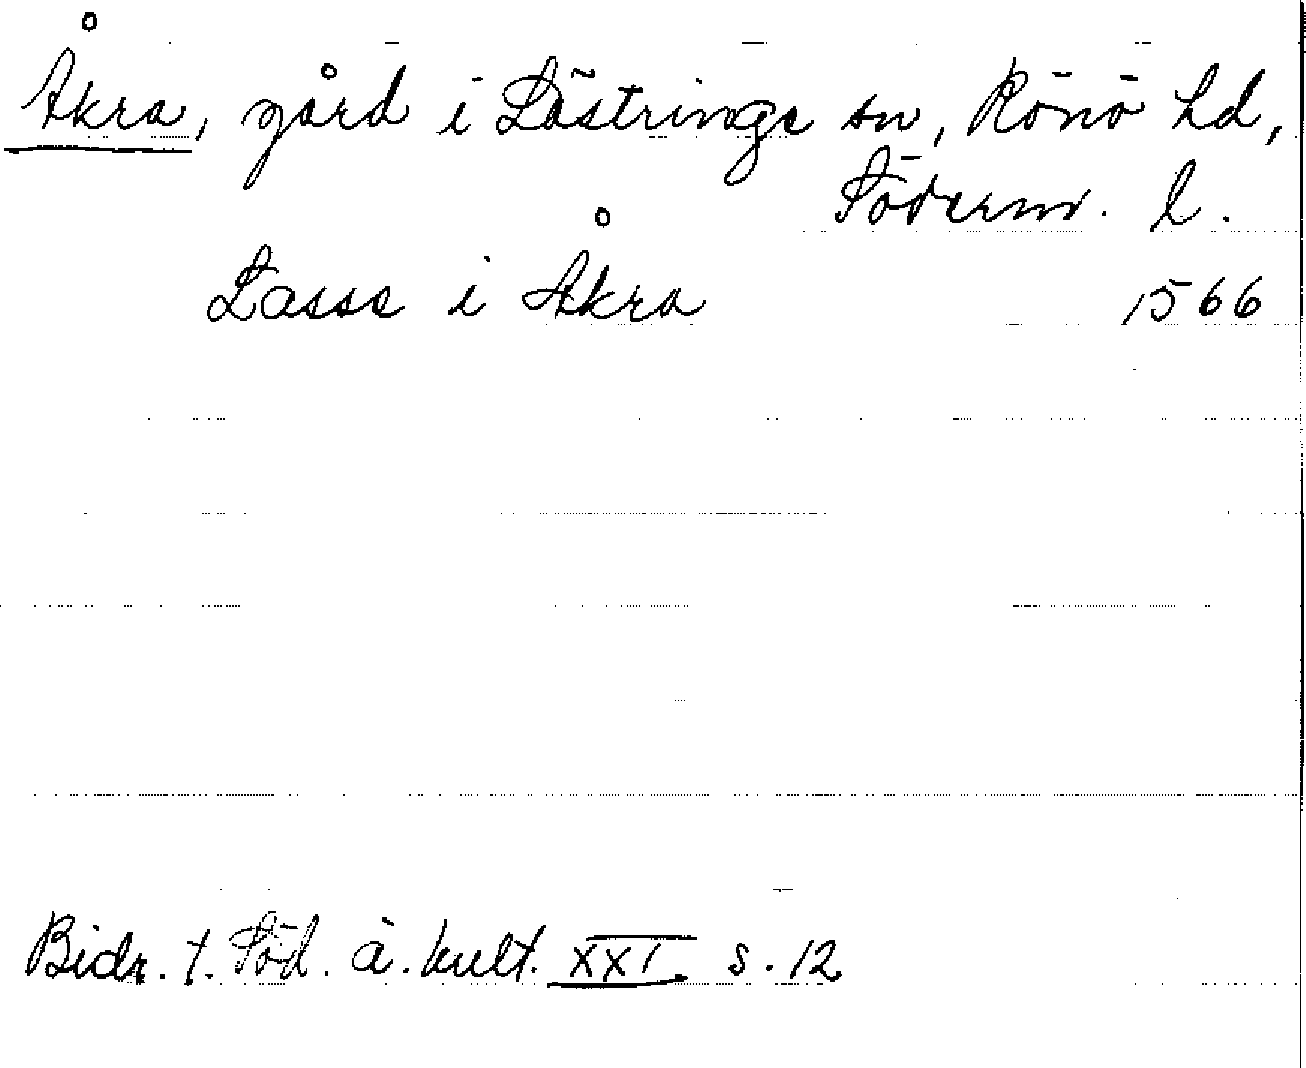 Åkra, gård i Lästringe sn, Rönö hd,
Söderm. l.
Lasse i Åkra 1566
Bidr. t. Söd. ä. kult. XXI s. 12